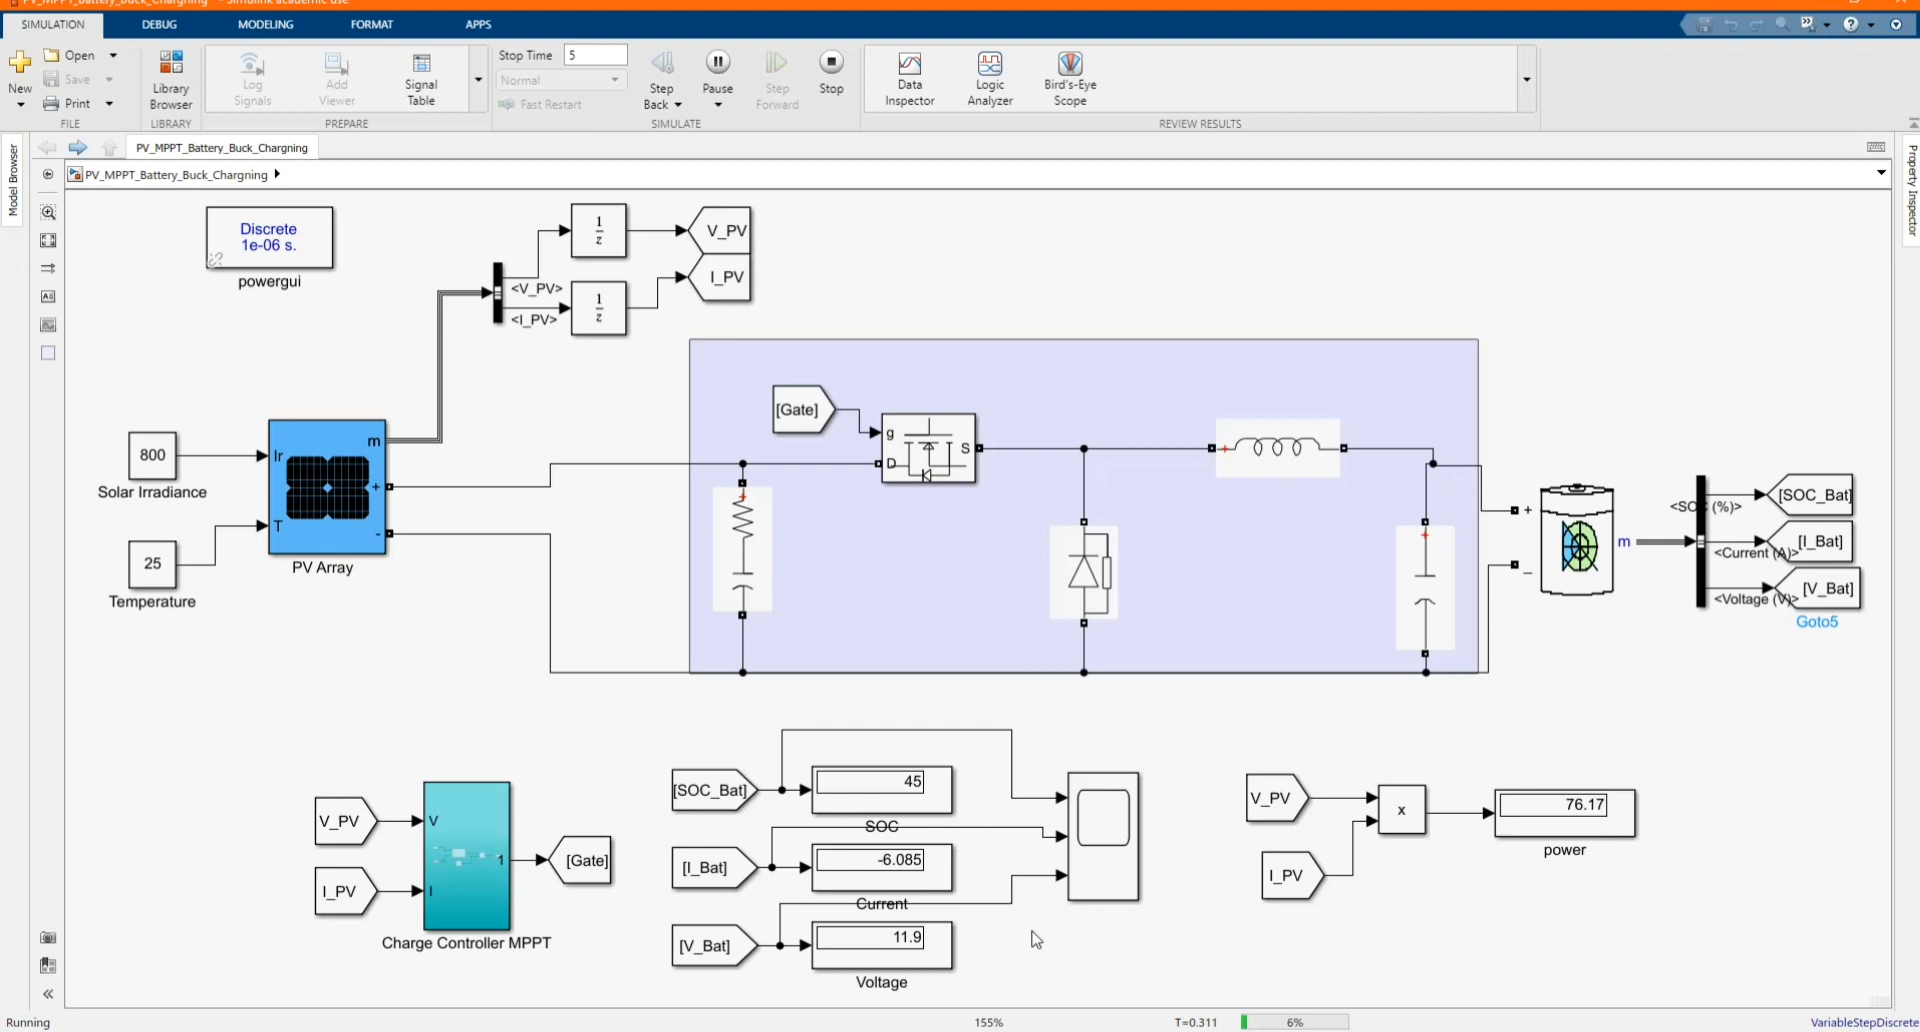 PV_MPPT_Battery_Buck_Chargning - Simulink academic use
SIMULATION DEBUG MODELING FORMAT APPS
New
Open
Save
Print
FILE
Library Browser
LIBRARY
Log Signals
Add Viewer
Signal Table
PREPARE
Stop Time 5
Normal
Fast Restart
Step Back
Pause
Step Forward
Stop
SIMULATE
Data Inspector
Logic Analyzer
Bird's-Eye Scope
REVIEW RESULTS
Model Browser
Property Inspector
PV_MPPT_Battery_Buck_Chargning
PV_MPPT_Battery_Buck_Chargning
Discrete
1e-06 s.
powergui
<V_PV>
<I_PV>
1
z
1
z
V_PV
I_PV
800
Solar Irradiance
25
Temperature
Ir
T
m
+
-
PV Array
[Gate]
g
D
S
+
+
+
+
_
m
<SOC (%)>
<Current (A)>
<Voltage (V)>
[SOC_Bat]
[I_Bat]
[V_Bat]
Goto5
V_PV
I_PV
V
I
1
[Gate]
Charge Controller MPPT
[SOC_Bat]
45
SOC
[I_Bat]
-6.085
Current
[V_Bat]
11.9
Voltage
V_PV
I_PV
x
76.17
power
Running
155%
T=0.311
6%
VariableStepDiscrete